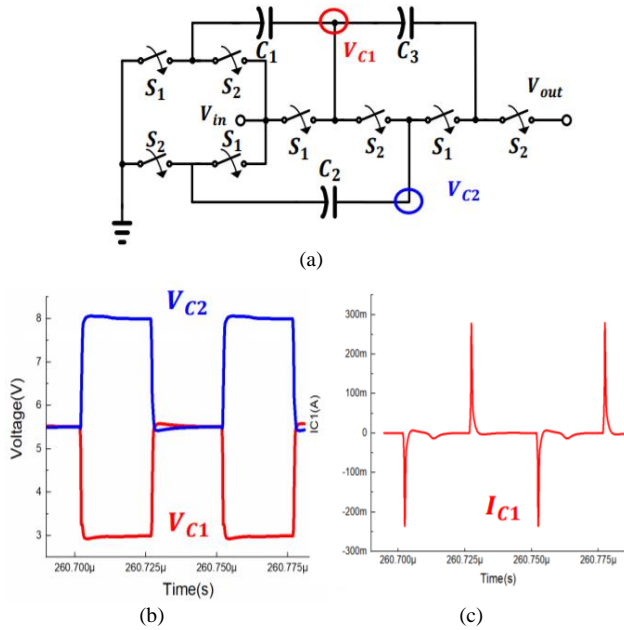 C1 VC1 C3
S1 S2 Vout
Vin
S2 S1 S1 S2 S1 S2
C2 VC2
(a)
VC2
8
7
6
5
4
3
Voltage(V)
VC1
260.700µ 260.725µ 260.750µ 260.775µ
Time(s)
(b)
300m
200m
100m
0
-100m
-200m
-300m
IC1(A)
IC1
260.700µ 260.725µ 260.750µ 260.775µ
Time(s)
(c)